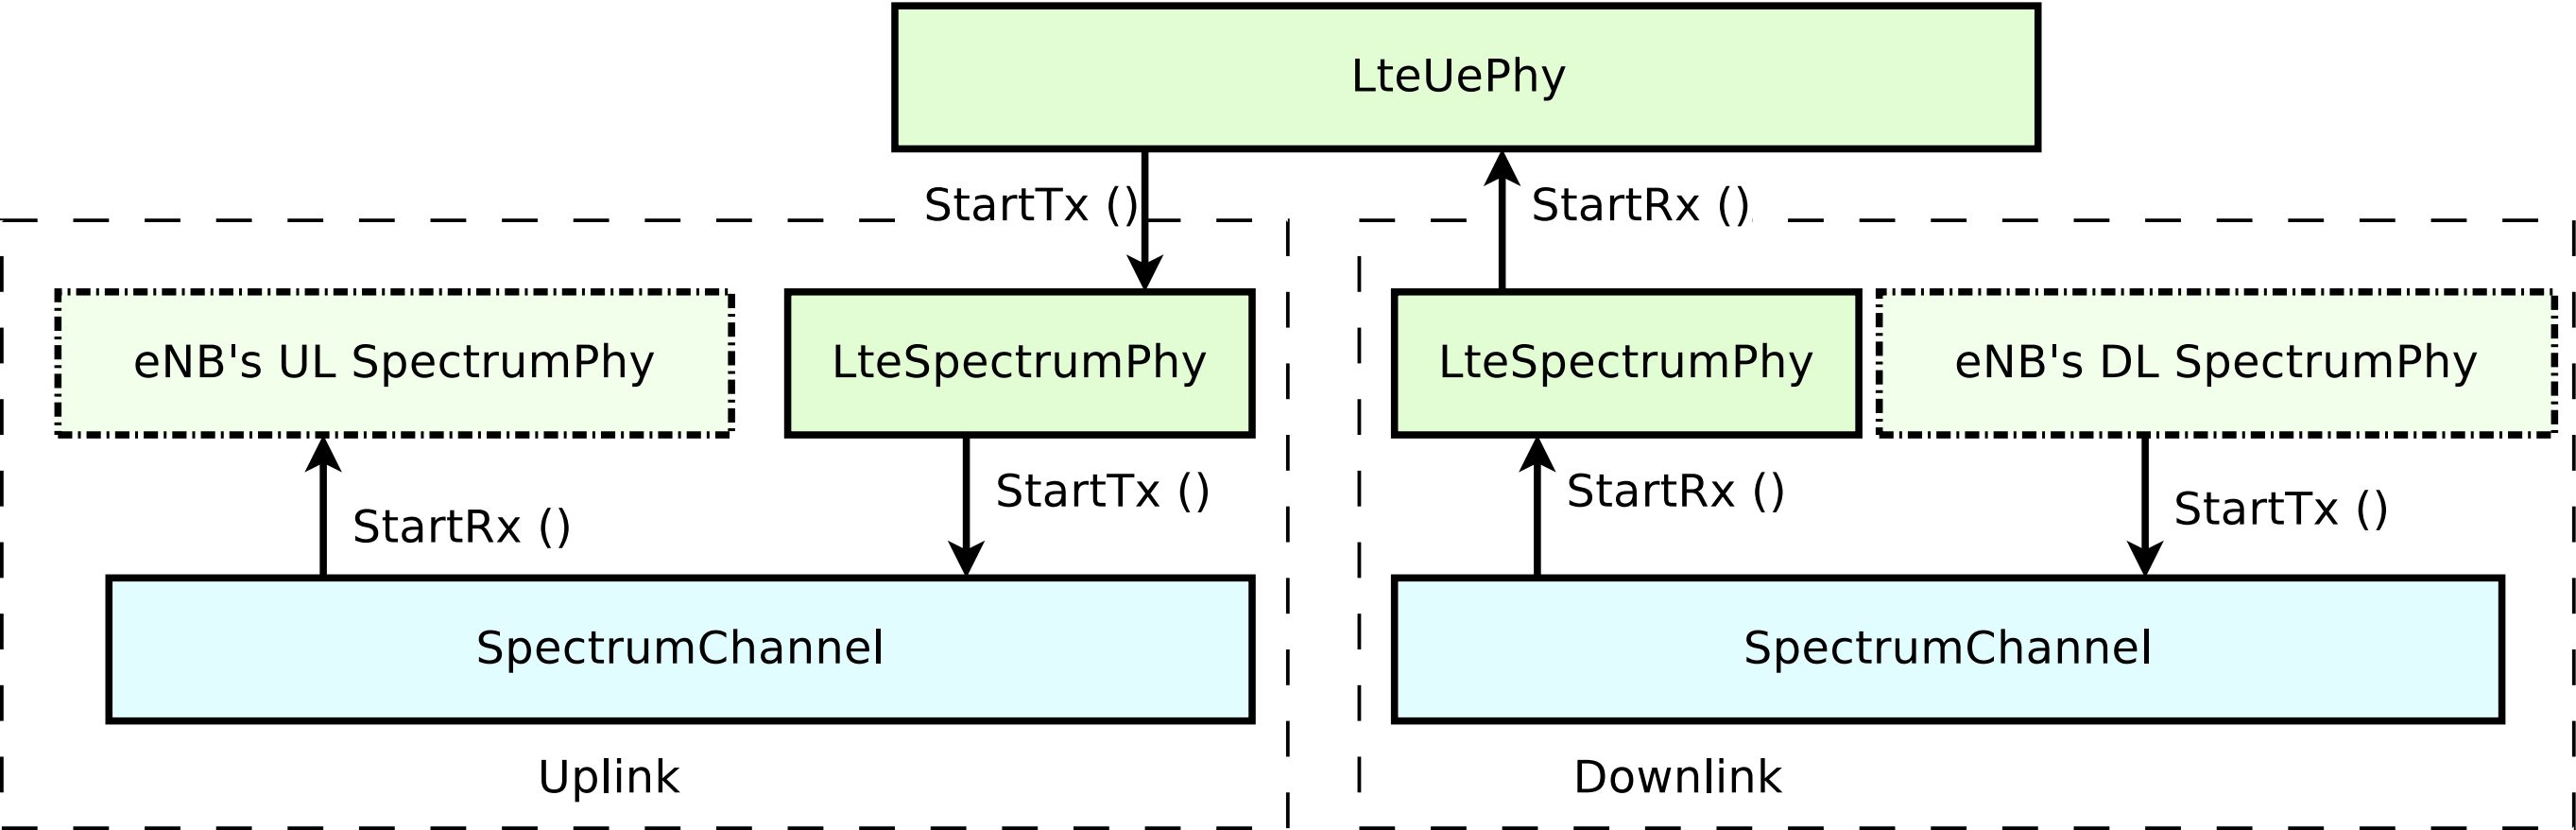 LteUePhy
StartTx ()
StartRx ()
eNB's UL SpectrumPhy
LteSpectrumPhy
LteSpectrumPhy
eNB's DL SpectrumPhy
StartRx ()
StartTx ()
StartRx ()
StartTx ()
SpectrumChannel
SpectrumChannel
Uplink
Downlink